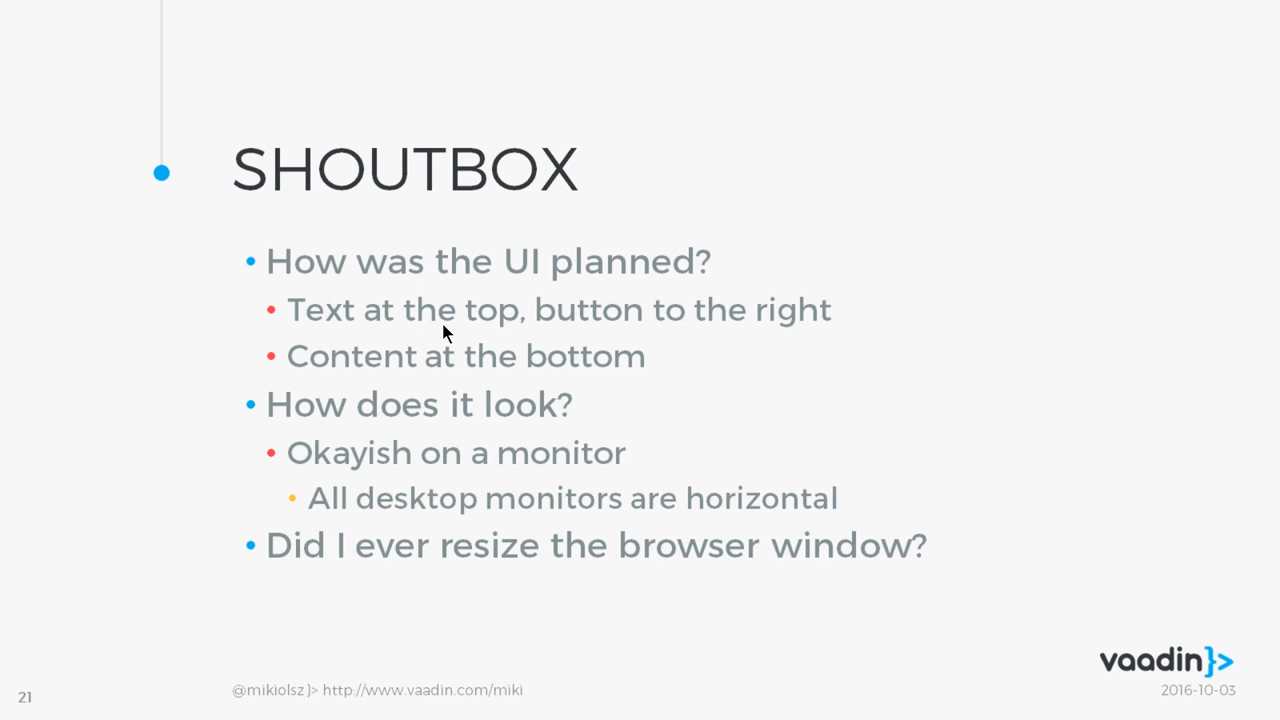 SHOUTBOX
• How was the UI planned?
• Text at the top, button to the right
• Content at the bottom
• How does it look?
• Okayish on a monitor
• All desktop monitors are horizontal
• Did I ever resize the browser window?
vaadin}>
21
@mikiolsz }> http://www.vaadin.com/miki
2016-10-03